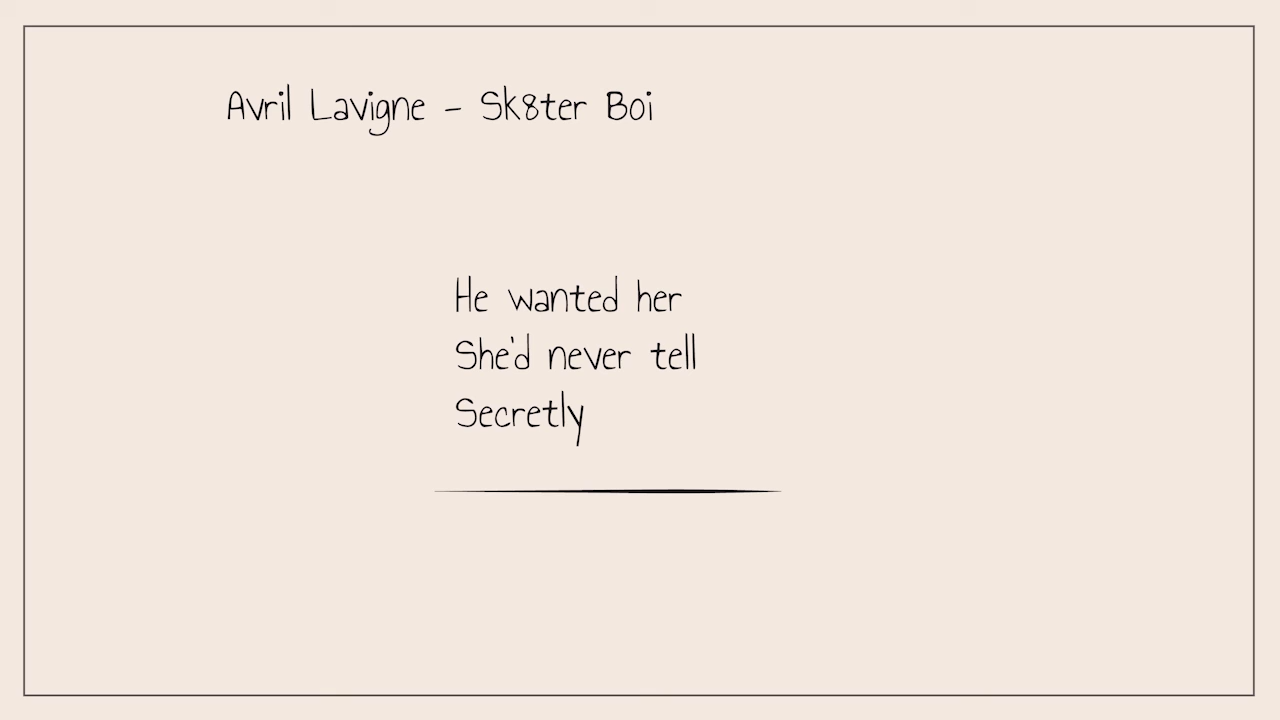 Avril Lavigne - Sk8ter Boi
He wanted her
She'd never tell
Secretly